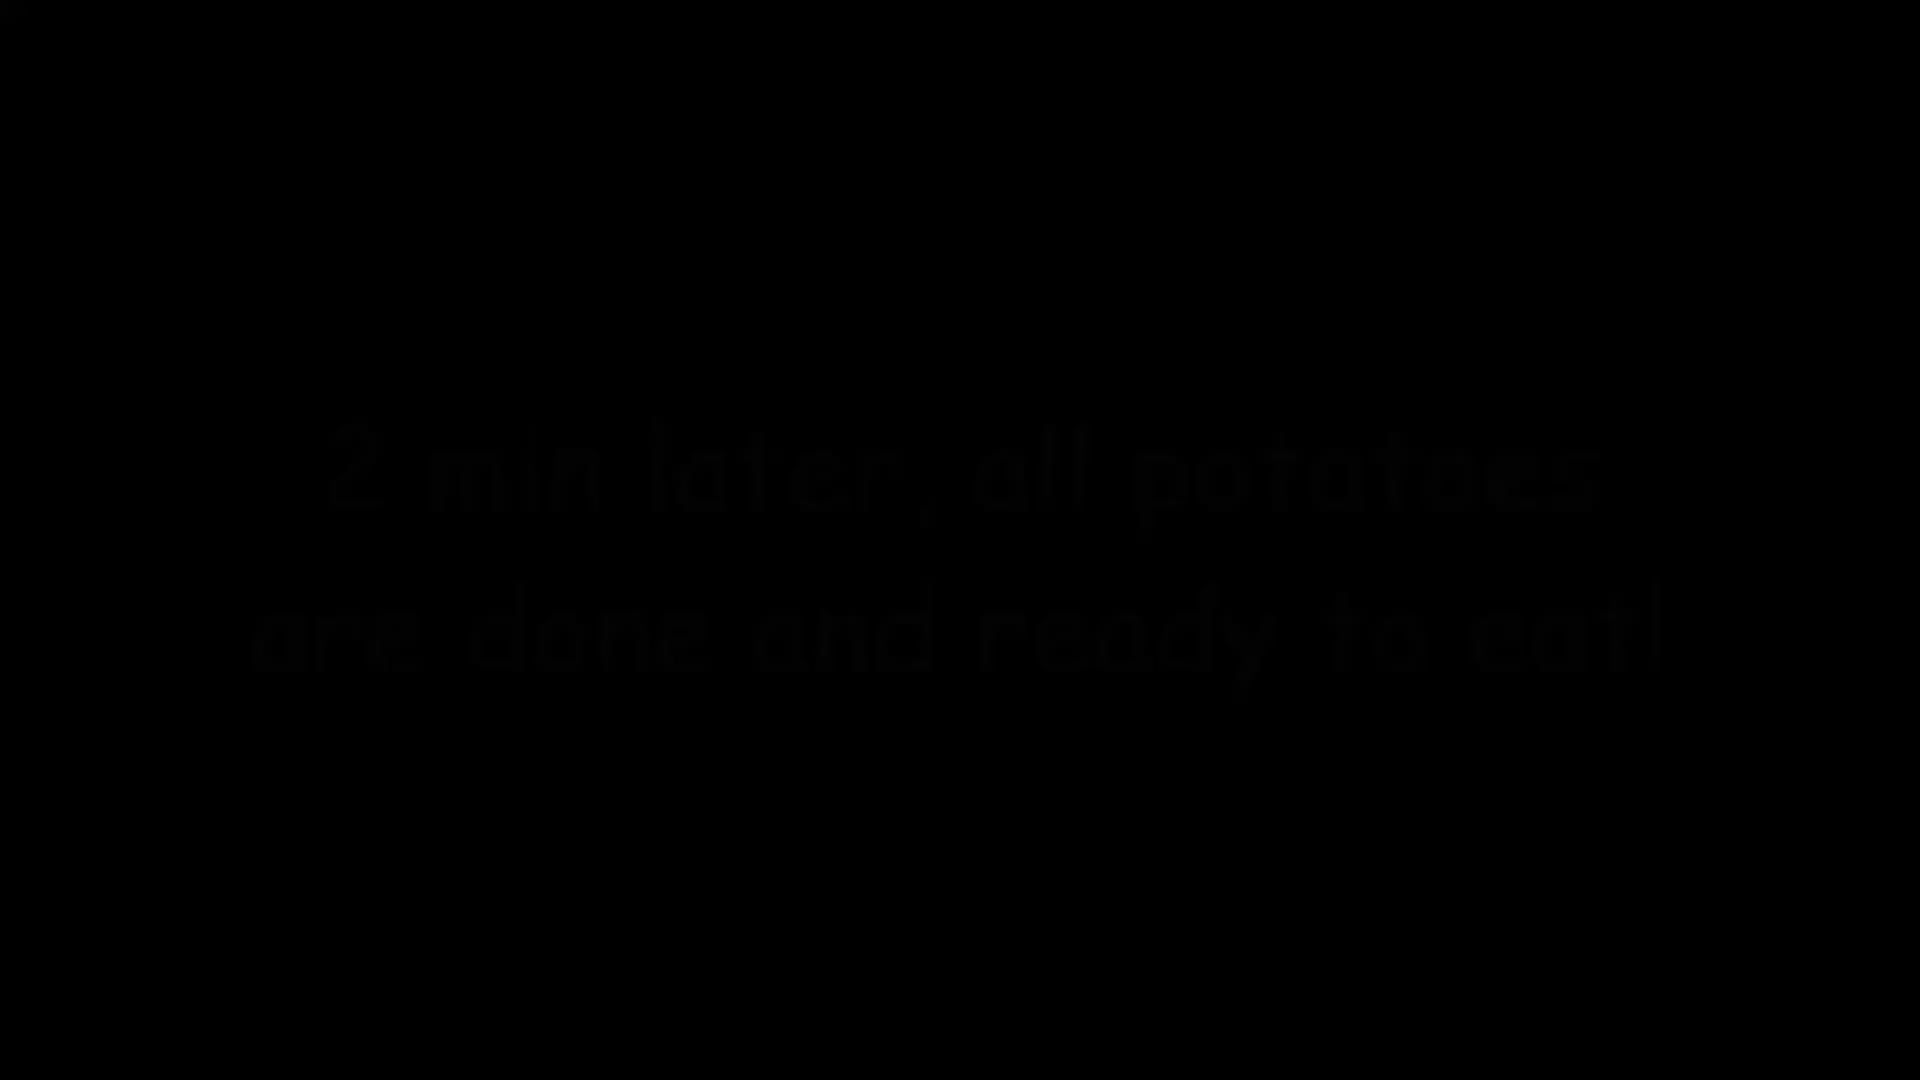 2 min later, all potatoes
are done and ready to eat!